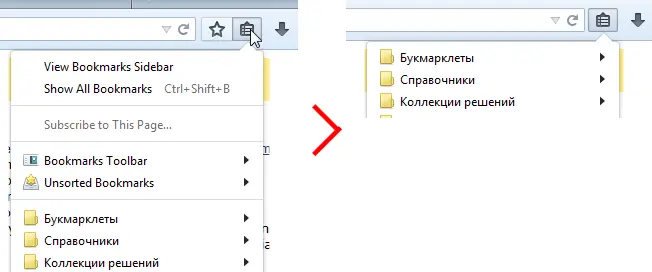 View Bookmarks Sidebar
Show All Bookmarks Ctrl+Shift+B
Subscribe to This Page...
Bookmarks Toolbar
Unsorted Bookmarks
Букмарклеты
Справочники
Коллекции решений
Букмарклеты
Справочники
Коллекции решений